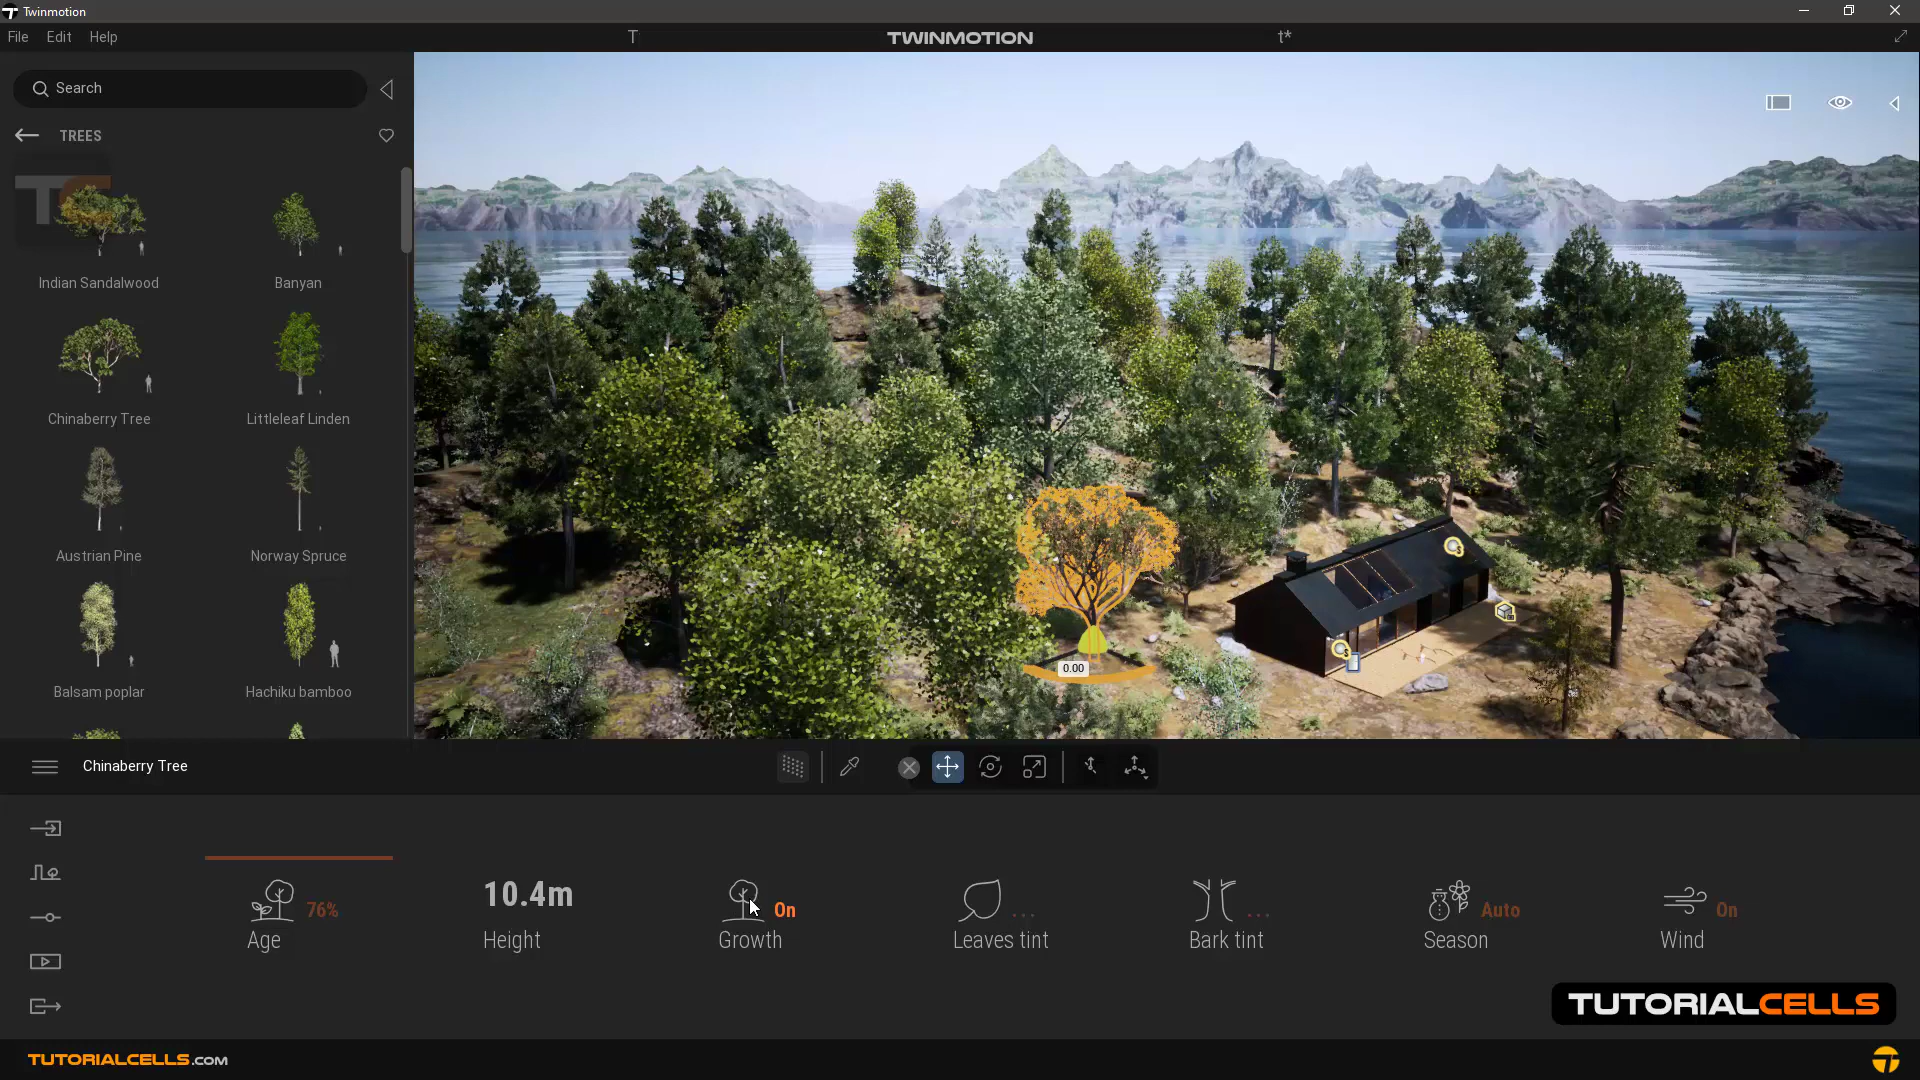 Twinmotion
File Edit Help
T TWINMOTION t*
Search
TREES
TC
Indian Sandalwood Banyan
Chinaberry Tree Littleleaf Linden
Austrian Pine Norway Spruce
Balsam poplar Hachiku bamboo
0.00
Chinaberry Tree
76% 10.4m On ... ... Auto On
Age Height Growth Leaves tint Bark tint Season Wind
TUTORIALCELLS
TUTORIALCELLS.COM